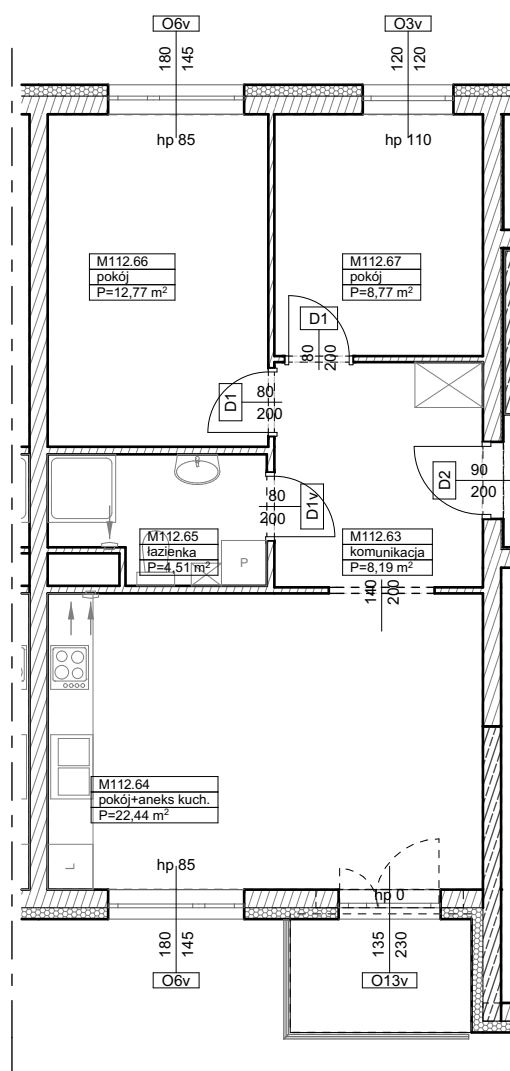 O6v
180
145
O3v
120
120
hp 85
hp 110
M112.66
pokój
P=12,77 m²
M112.67
pokój
P=8,77 m²
D1
80
200
D1
80
200
D2
90
200
80
200
D1v
M112.65
łazienka
P=4,51 m²
P
M112.63
komunikacja
P=8,19 m²
140
200
M112.64
pokój+aneks kuch.
P=22,44 m²
L
hp 85
hp 0
180
145
O6v
135
230
O13v